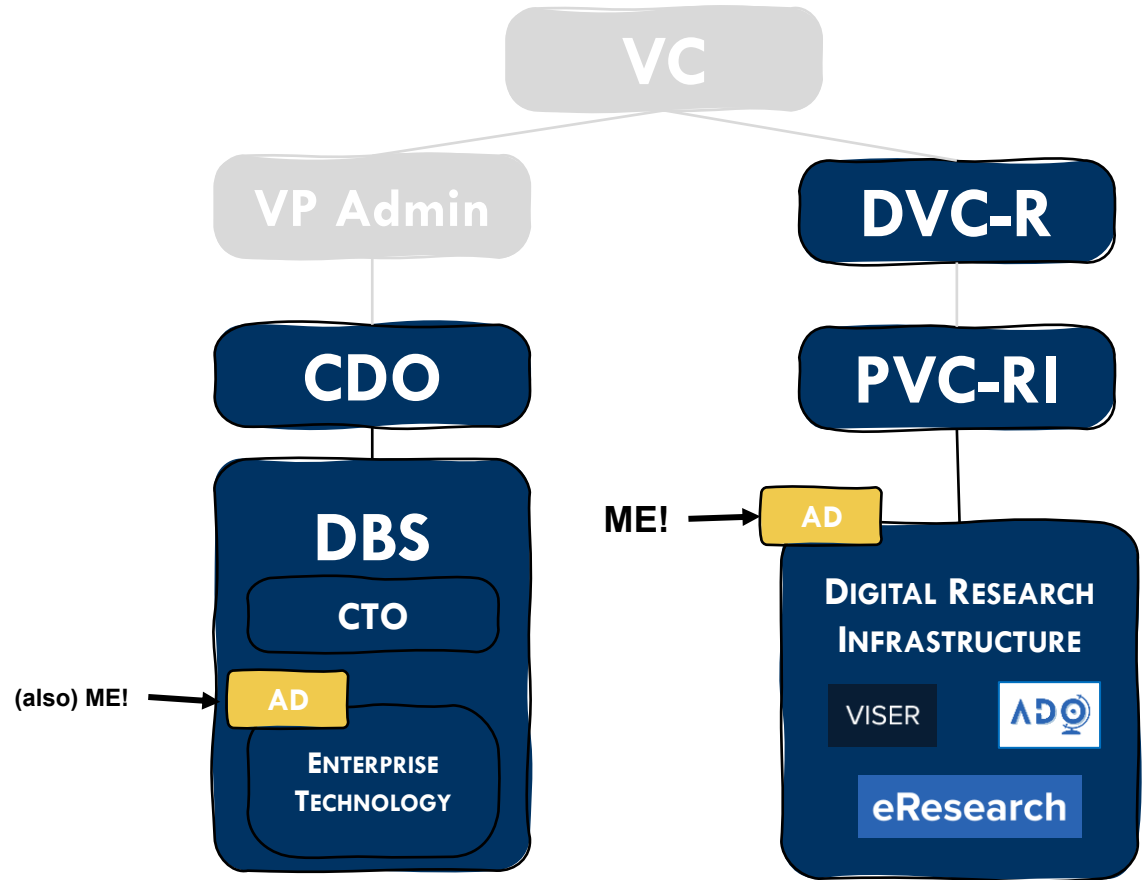 VC
VP Admin
DVC-R
CDO
PVC-RI
DBS
CTO
(also) ME!
AD
ENTERPRISE
TECHNOLOGY
ME!
AD
DIGITAL RESEARCH
INFRASTRUCTURE
VISER
ADO
eResearch